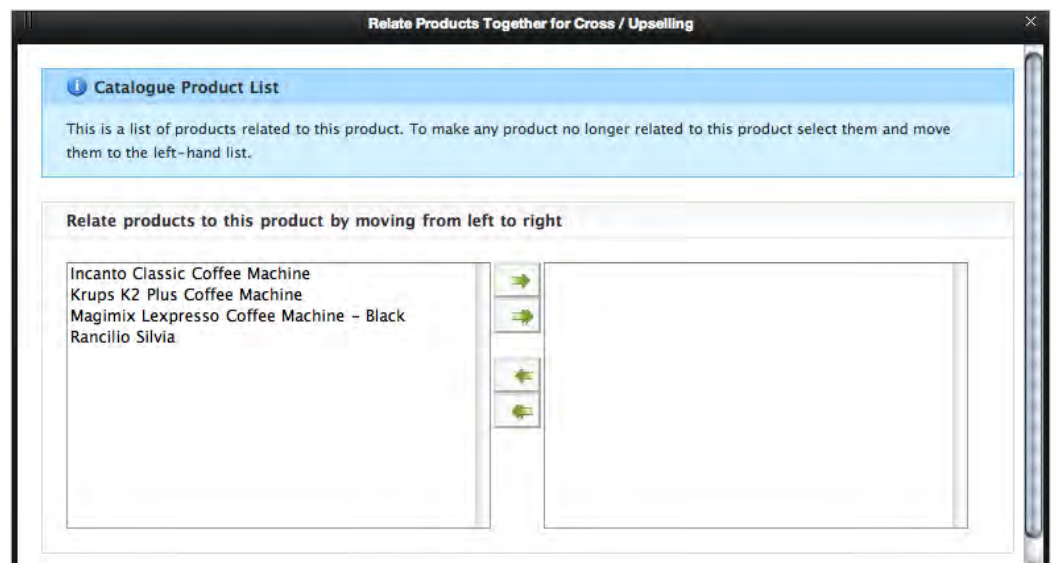 Relate Products Together for Cross / Upselling
Catalogue Product List
This is a list of products related to this product. To make any product no longer related to this product select them and move
them to the left-hand list.
Relate products to this product by moving from left to right
Incanto Classic Coffee Machine
Krups K2 Plus Coffee Machine
Magimix Lexpresso Coffee Machine - Black
Rancilio Silvia